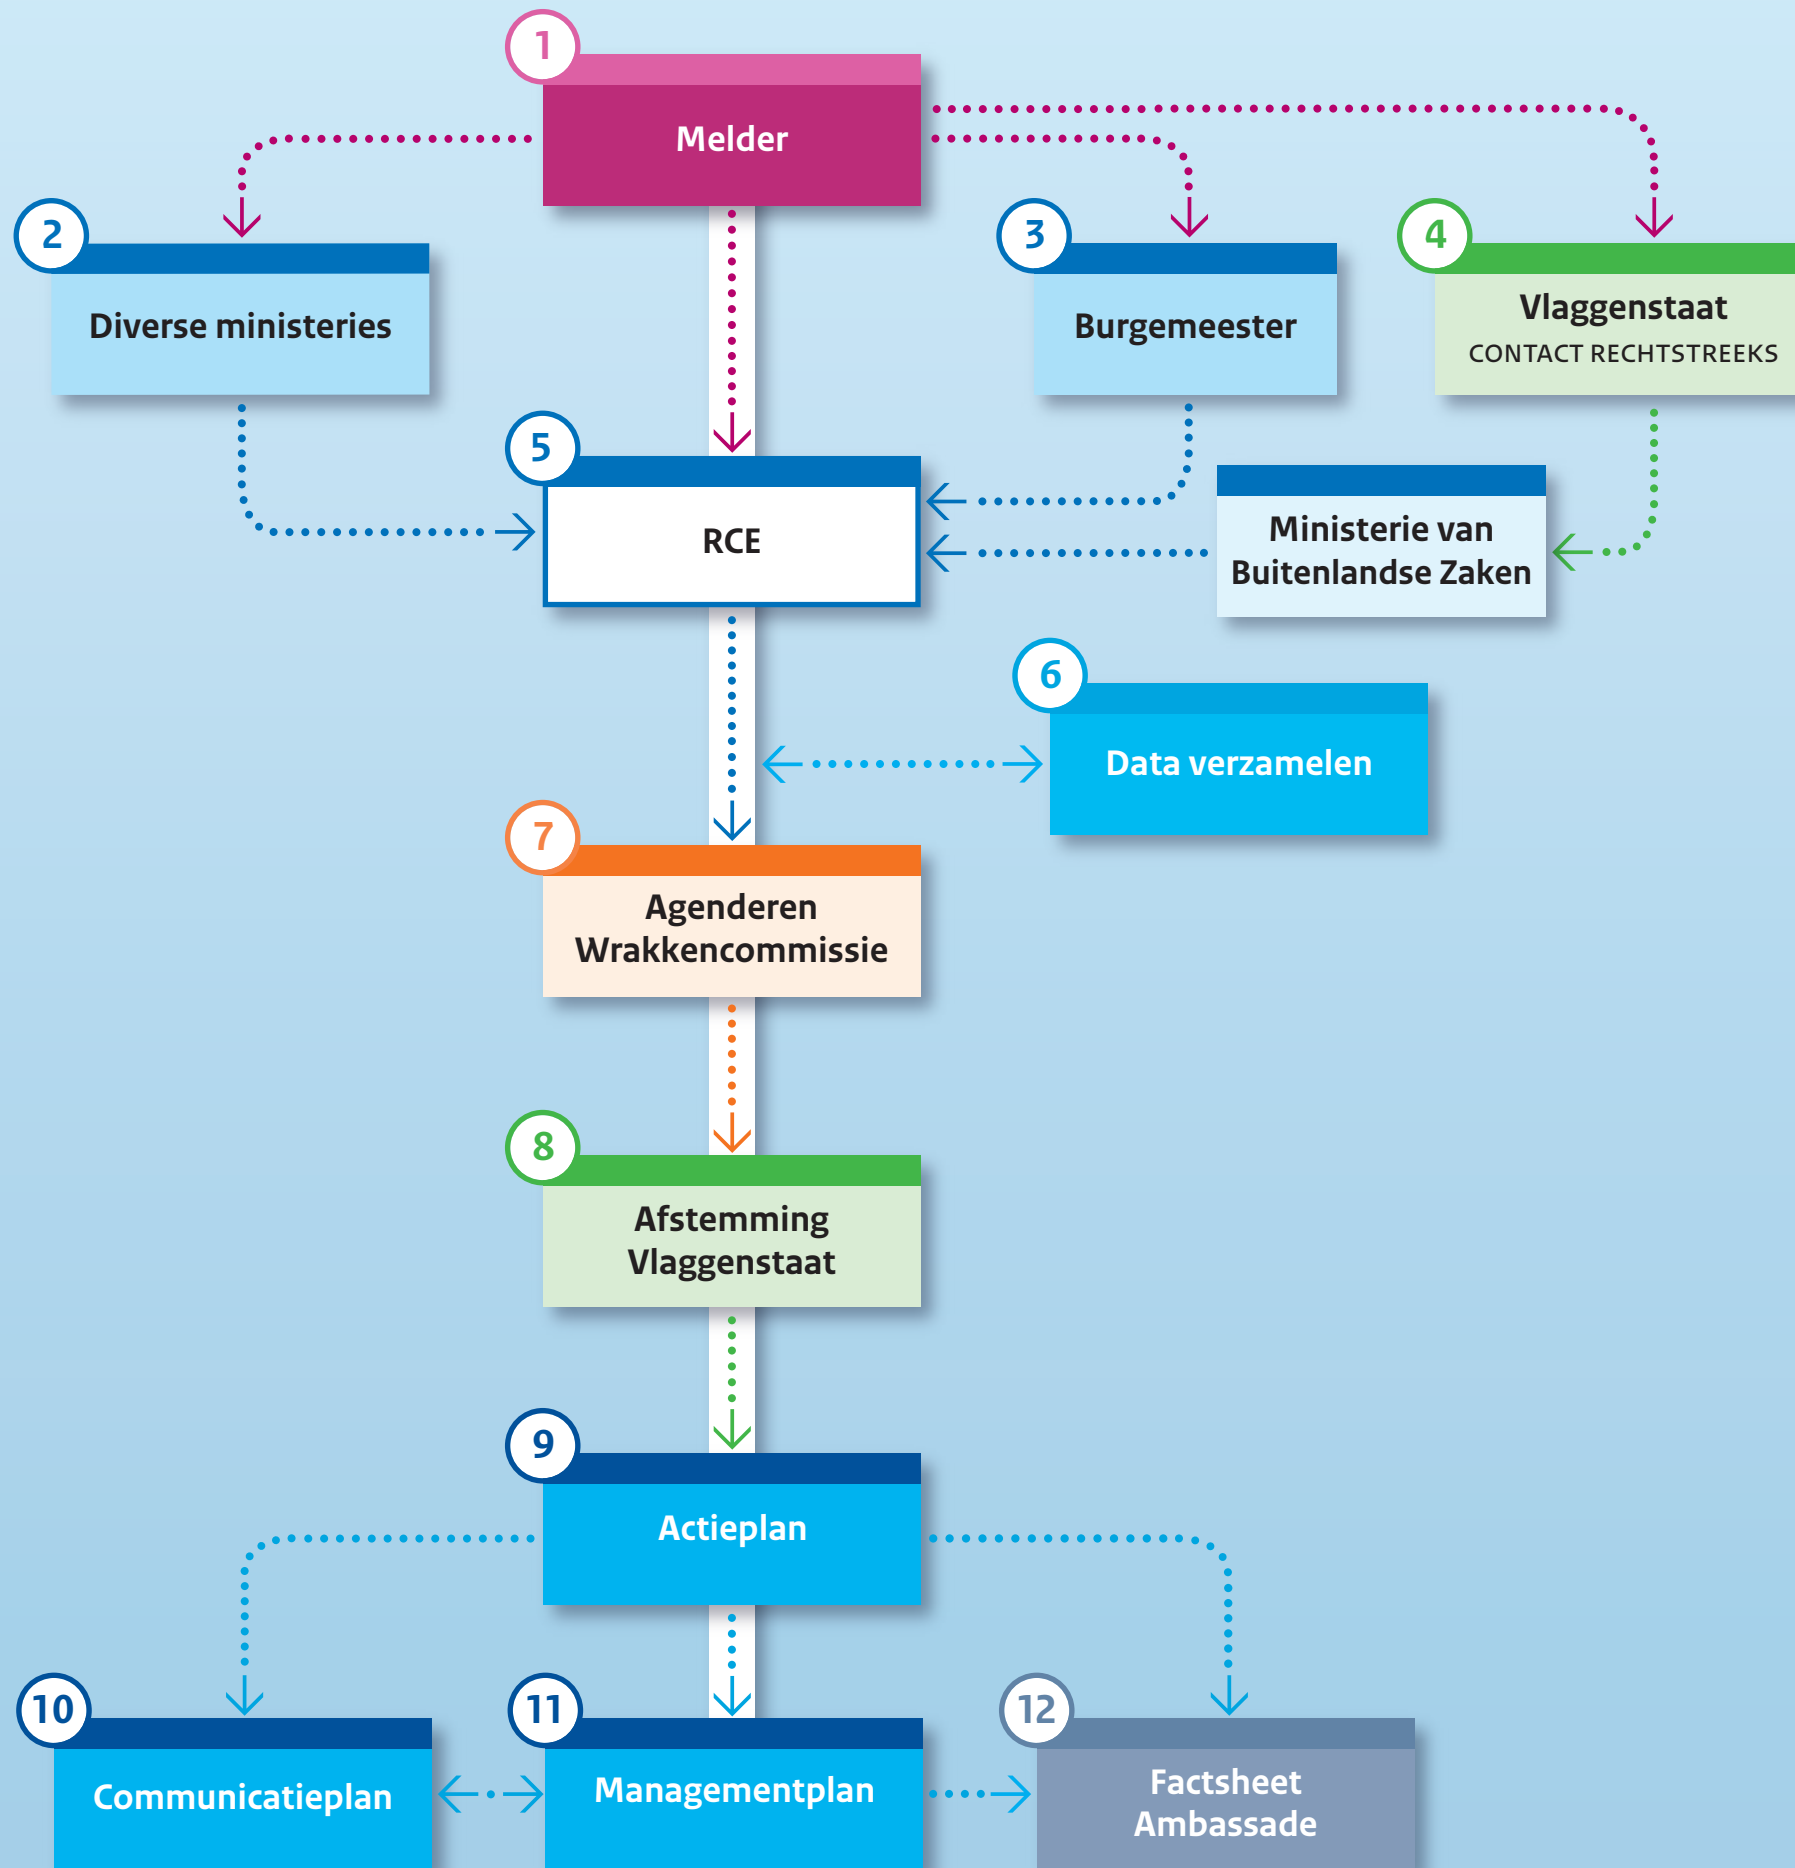 1
Melder
2
Diverse ministeries
3
Burgemeester
4
Vlaggenstaat
CONTACT RECHTSTREEKS
5
RCE
Ministerie van
Buitenlandse Zaken
6
Data verzamelen
7
Agenderen
Wrakkencommissie
8
Afstemming
Vlaggenstaat
9
Actieplan
10
Communicatieplan
11
Managementplan
12
Factsheet
Ambassade